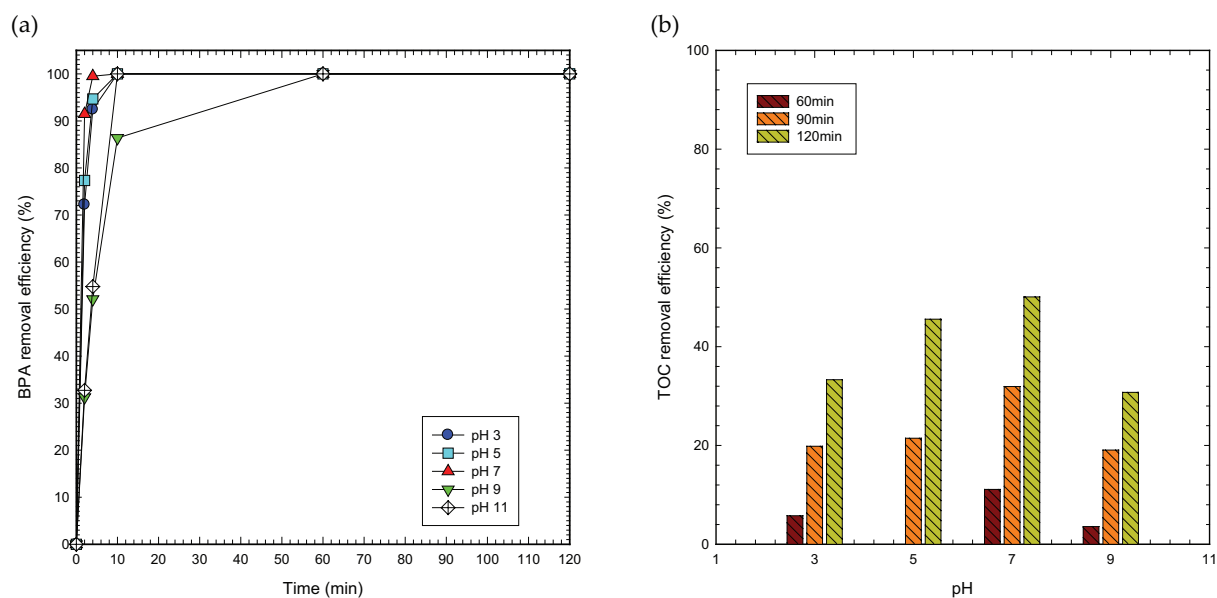 (a)
100
90
80
70
60
50
40
30
20
10
0
BPA removal efficiency (%)
0 10 20 30 40 50 60 70 80 90 100 110 120
Time (min)
pH 3
pH 5
pH 7
pH 9
pH 11
(b)
100
80
60
40
20
0
TOC removal efficiency (%)
1 3 5 7 9 11
pH
60min
90min
120min